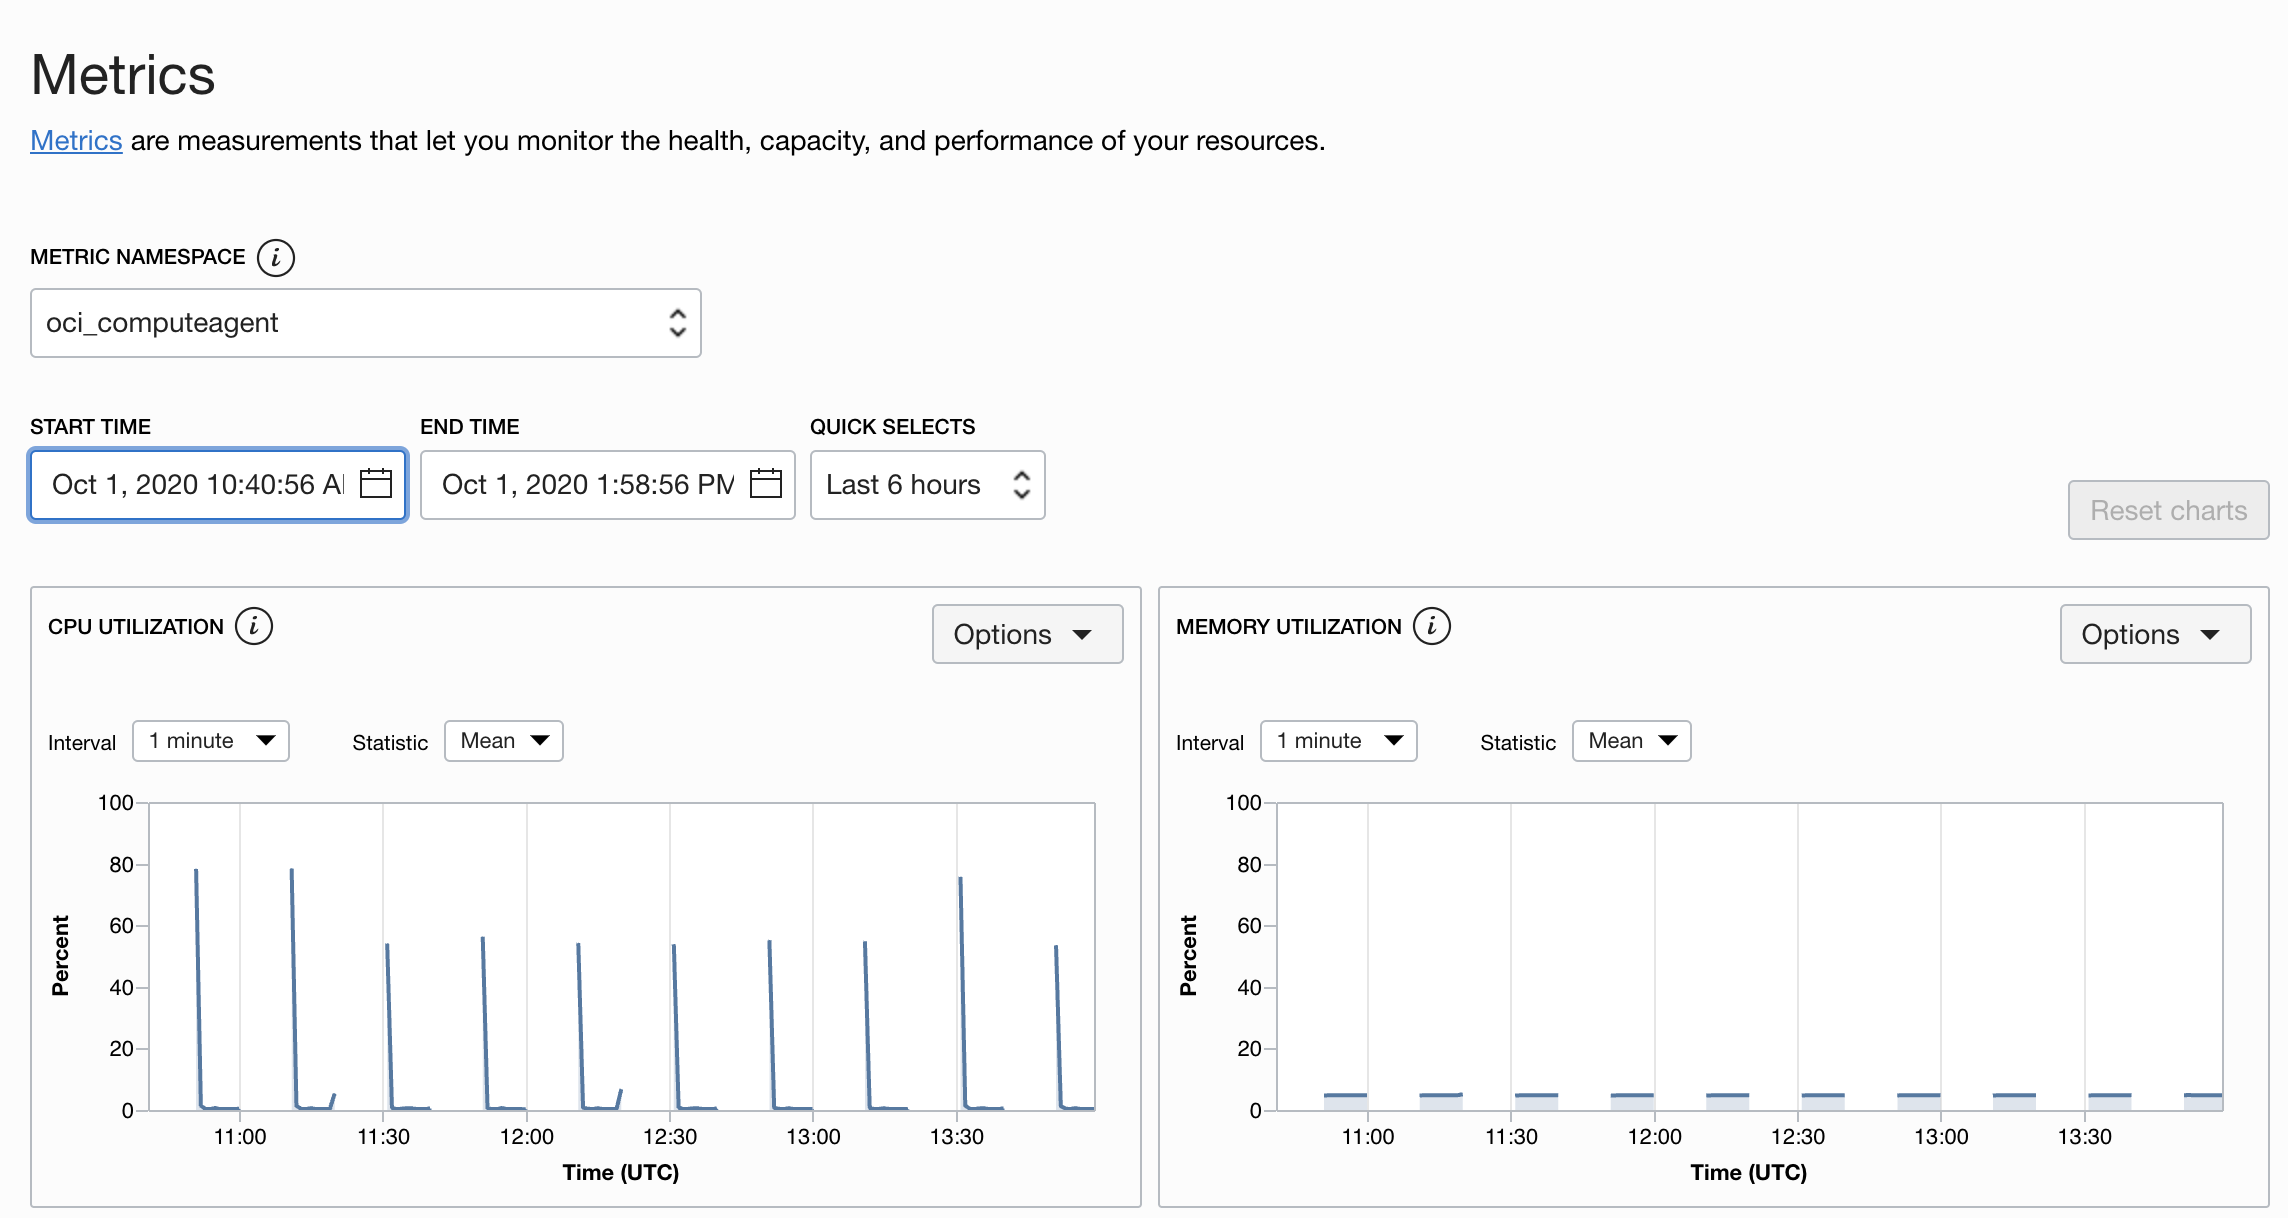 Metrics
Metrics are measurements that let you monitor the health, capacity, and performance of your resources.
METRIC NAMESPACE i
oci_computeagent
START TIME END TIME QUICK SELECTS
Oct 1, 2020 10:40:56 A Oct 1, 2020 1:58:56 PM Last 6 hours
Reset charts
CPU UTILIZATION i Options
Interval 1 minute Statistic Mean
100
80
60
40
20
0
Percent
11:00 11:30 12:00 12:30 13:00 13:30
Time (UTC)
MEMORY UTILIZATION i Options
Interval 1 minute Statistic Mean
100
80
60
40
20
0
Percent
11:00 11:30 12:00 12:30 13:00 13:30
Time (UTC)